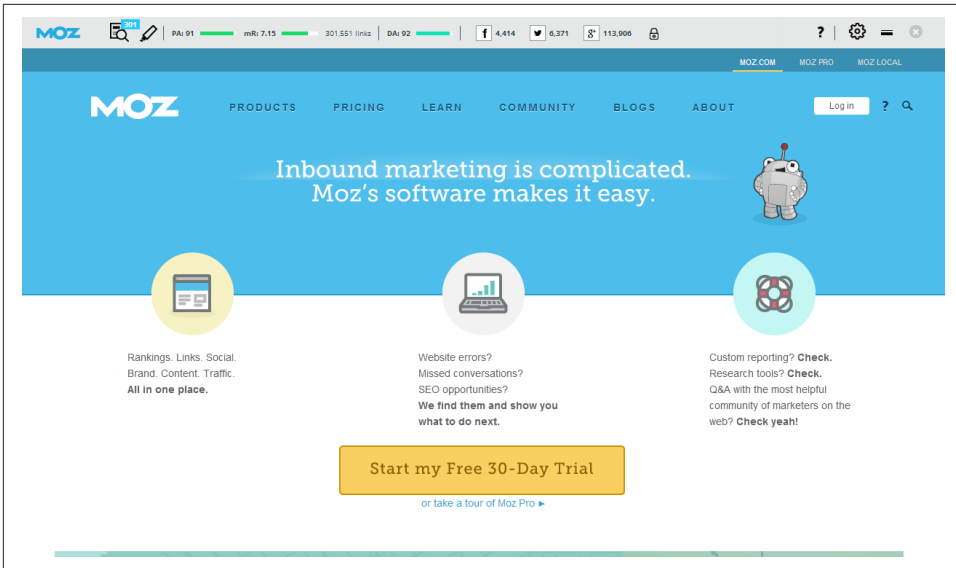 MOZ 301 PA: 91 mR: 7.15 301,551 links DA: 92 f 4,414 6,371 g+ 113,906 ?
MOZ.COM MOZ PRO MOZ LOCAL
MOZ PRODUCTS PRICING LEARN COMMUNITY BLOGS ABOUT Log in ?
Inbound marketing is complicated.
Moz's software makes it easy.
Rankings. Links. Social.
Brand. Content. Traffic.
All in one place.
Website errors?
Missed conversations?
SEO opportunities?
We find them and show you
what to do next.
Custom reporting? Check.
Research tools? Check.
Q&A with the most helpful
community of marketers on the
web? Check yeah!
Start my Free 30-Day Trial
or take a tour of Moz Pro ►